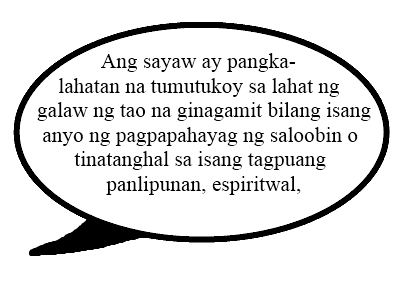 Ang sayaw ay pangka-
lahatan na tumutukoy sa lahat ng
galaw ng tao na ginagamit bilang isang
anyo ng pagpapahayag ng saloobin o
tinatanghal sa isang tagpuang
panlipunan, espiritwal,